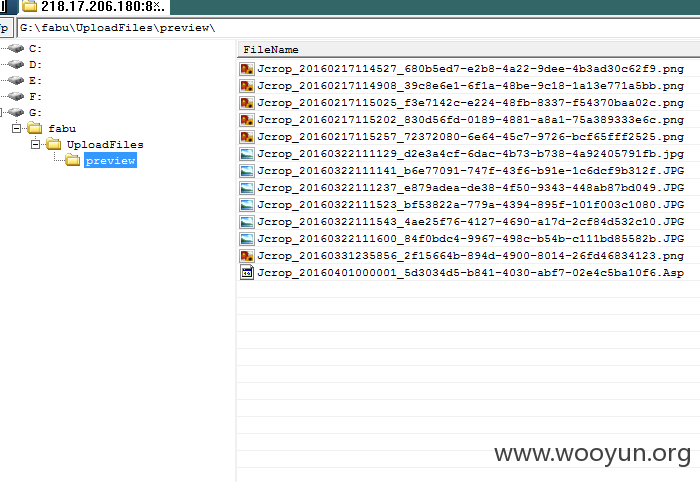 218.17.206.180:8
G:\fabu\UploadFiles\preview\
C:
D:
E:
F:
G:
fabu
UploadFiles
preview
FileName
Jcrop_20160217114527_680b5ed7-e2b8-4a22-9dee-4b3ad30c62f9.png
Jcrop_20160217114908_39c8e6e1-6f1a-48be-9c18-1a13e771a5bb.png
Jcrop_20160217115025_f3e7142c-e224-48fb-8337-f54370baa02c.png
Jcrop_20160217115202_830d56fd-0189-4881-a8a1-75a389333e6c.png
Jcrop_20160217115257_72372080-6e64-45c7-9726-bcf65fff2525.png
Jcrop_20160322111129_d2e3a4cf-6dac-4b73-b738-4a92405791fb.jpg
Jcrop_20160322111141_b6e77091-747f-43f6-b91e-1c6dcf9b312f.JPG
Jcrop_20160322111237_e879adea-de38-4f50-9343-448ab87bd049.JPG
Jcrop_20160322111523_bf53822a-779a-4394-895f-101f003c1080.JPG
Jcrop_20160322111543_4ae25f76-4127-4690-a17d-2cf84d532c10.JPG
Jcrop_20160322111600_84f0bdc4-9967-498c-b54b-c111bd85582b.JPG
Jcrop_20160331235856_2f15664b-894d-4900-8014-26fd46834123.png
Jcrop_20160401000001_5d3034d5-b841-4030-abf7-02e4c5ba10f6.Asp
www.wooyun.org